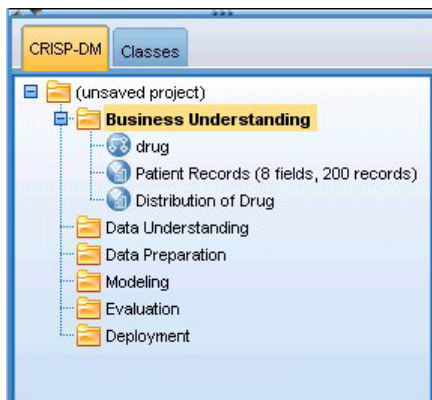 CRISP-DM Classes
(unsaved project)
Business Understanding
drug
Patient Records (8 fields, 200 records)
Distribution of Drug
Data Understanding
Data Preparation
Modeling
Evaluation
Deployment